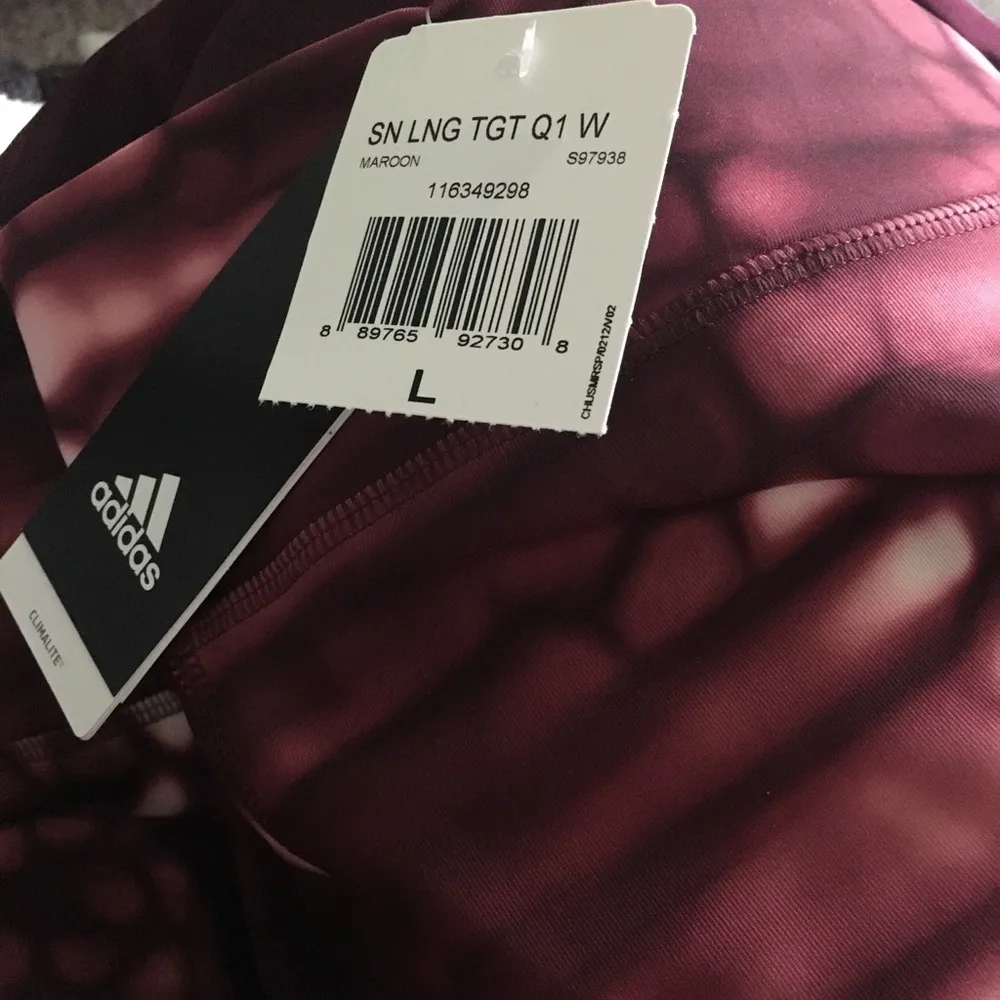 SN LNG TGT Q1 W
MAROON S97938
116349298
8 89765 92730 8
L
CHUSMRSP/0212/V02
adidas
CLIMALITE®